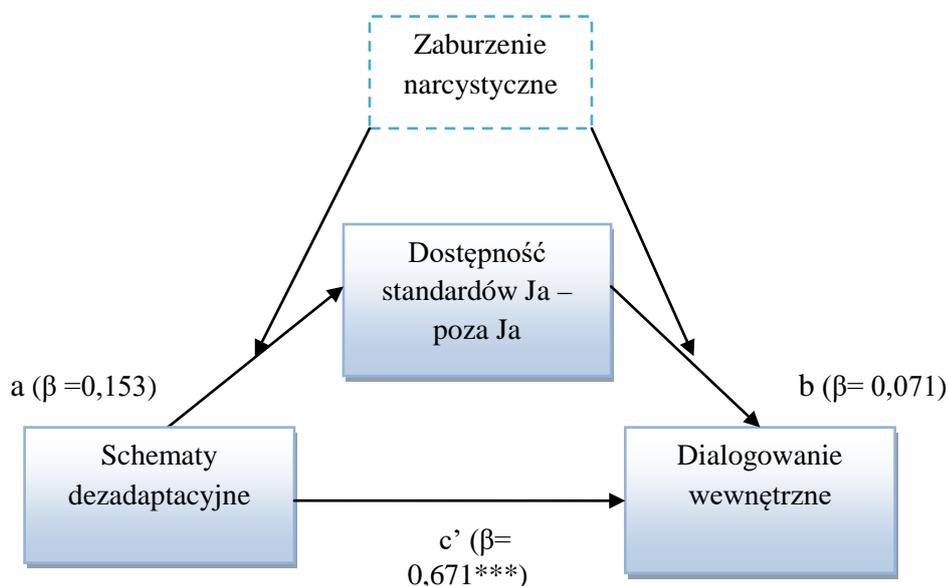 Zaburzenie
narcystyczne
Dostępność
standardów Ja –
poza Ja
a (β =0,153)
b (β= 0,071)
Schematy
dezadaptacyjne
Dialogowanie
wewnętrzne
c’ (β=
0,671***)